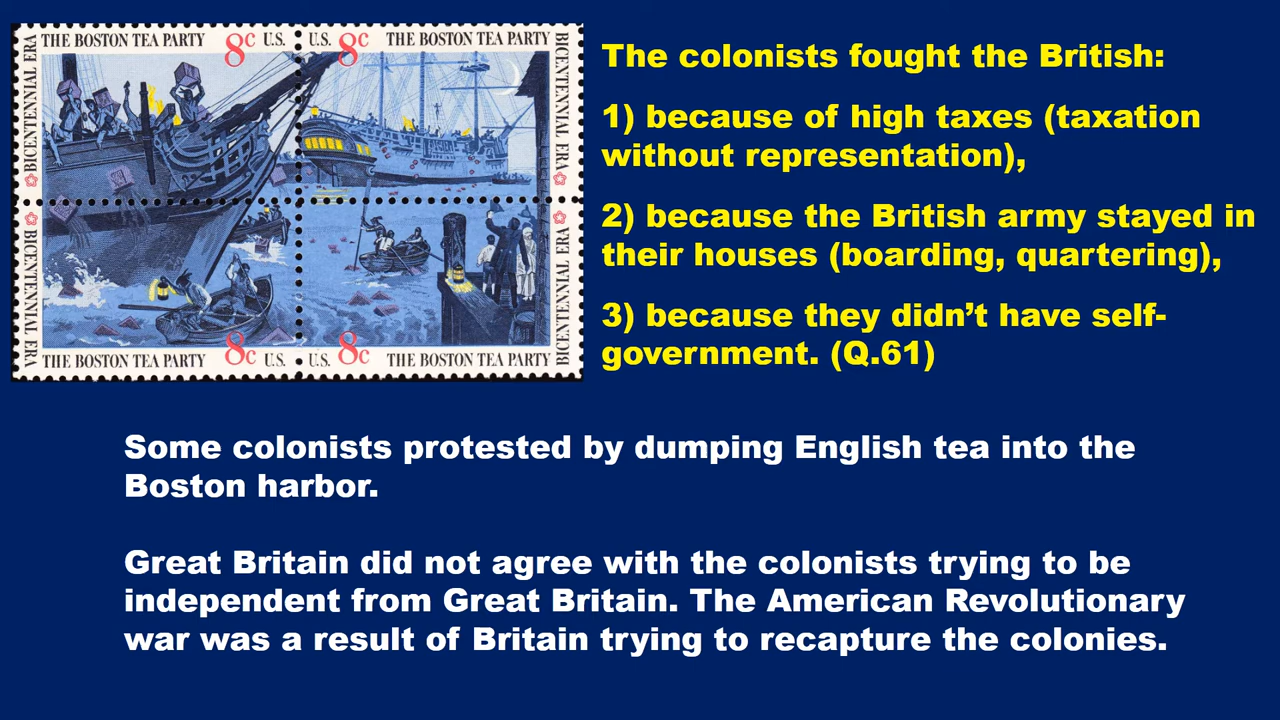 THE BOSTON TEA PARTY 8c U.S.
BICENTENNIAL ERA
U.S. 8c THE BOSTON TEA PARTY
BICENTENNIAL ERA
BICENTENNIAL ERA
THE BOSTON TEA PARTY 8c U.S.
U.S. 8c THE BOSTON TEA PARTY
BICENTENNIAL ERA
The colonists fought the British:
1) because of high taxes (taxation
without representation),
2) because the British army stayed in
their houses (boarding, quartering),
3) because they didn’t have self-
government. (Q.61)
Some colonists protested by dumping English tea into the
Boston harbor.
Great Britain did not agree with the colonists trying to be
independent from Great Britain. The American Revolutionary
war was a result of Britain trying to recapture the colonies.